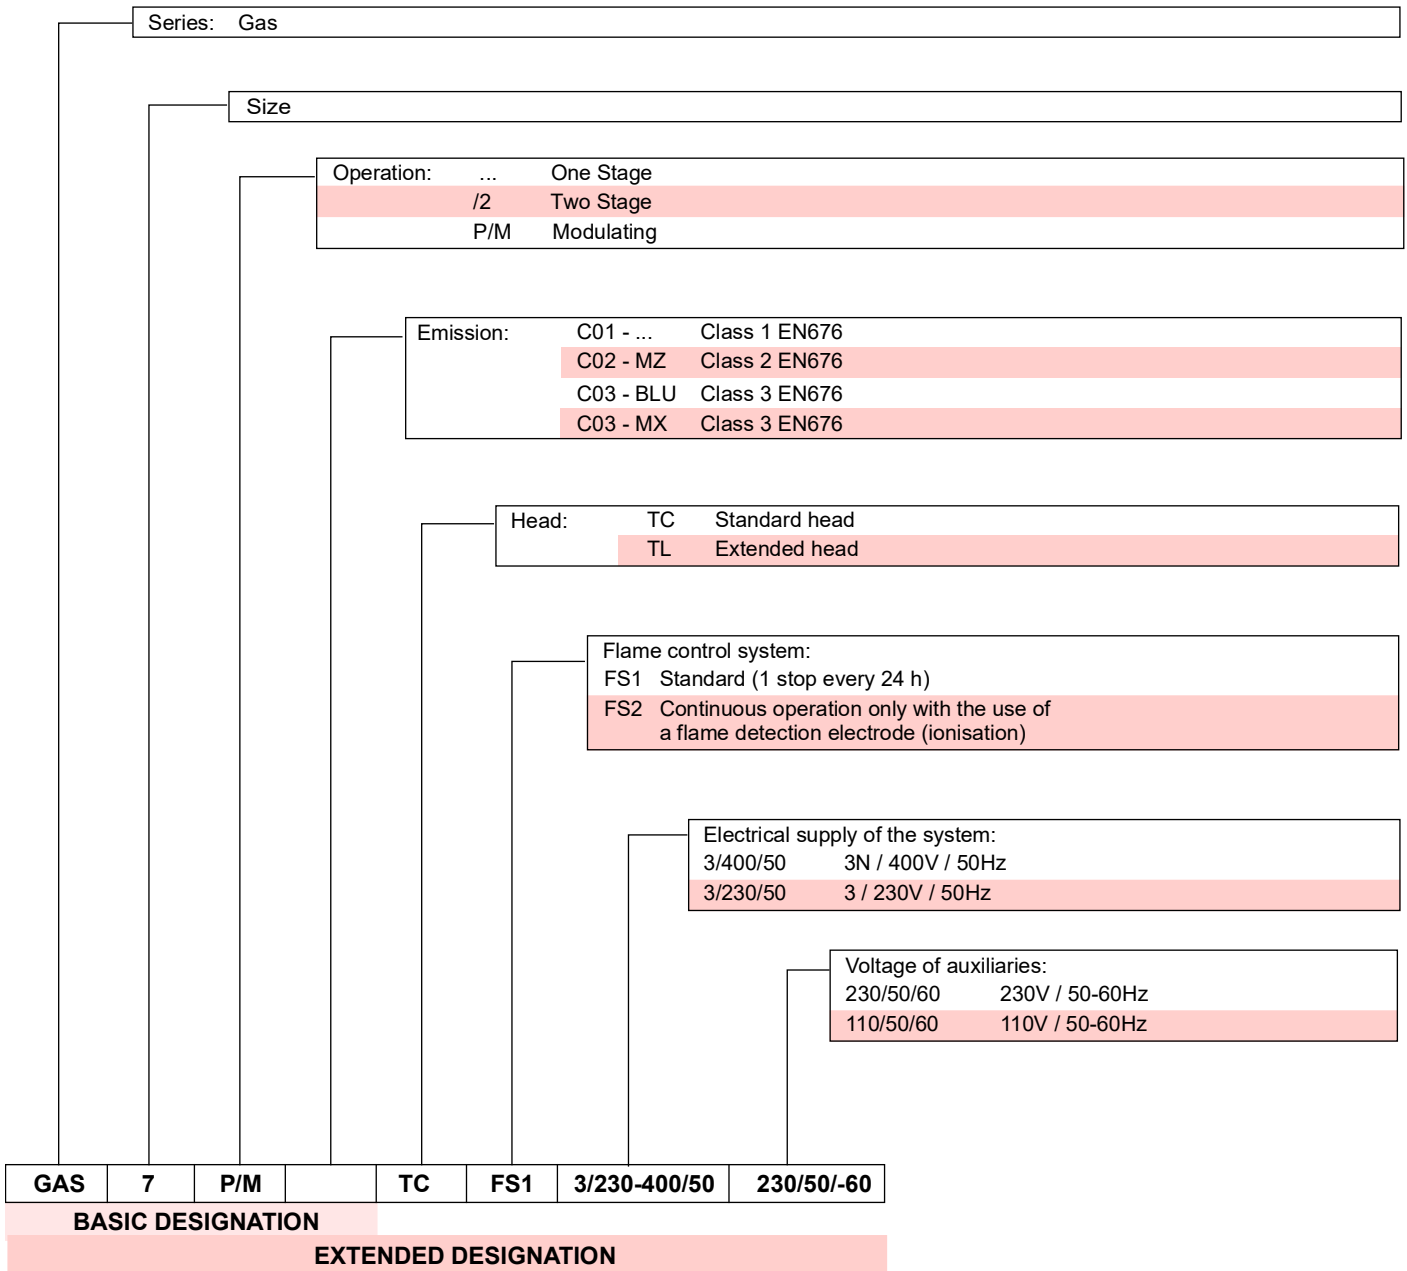 Series: Gas
Size
Operation: ... One Stage
/2 Two Stage
P/M Modulating
Emission: C01 - ... Class 1 EN676
C02 - MZ Class 2 EN676
C03 - BLU Class 3 EN676
C03 - MX Class 3 EN676
Head: TC Standard head
TL Extended head
Flame control system:
FS1 Standard (1 stop every 24 h)
FS2 Continuous operation only with the use of
a flame detection electrode (ionisation)
Electrical supply of the system:
3/400/50 3N / 400V / 50Hz
3/230/50 3 / 230V / 50Hz
Voltage of auxiliaries:
230/50/60 230V / 50-60Hz
110/50/60 110V / 50-60Hz
GAS 7 P/M TC FS1 3/230-400/50 230/50/-60
BASIC DESIGNATION
EXTENDED DESIGNATION